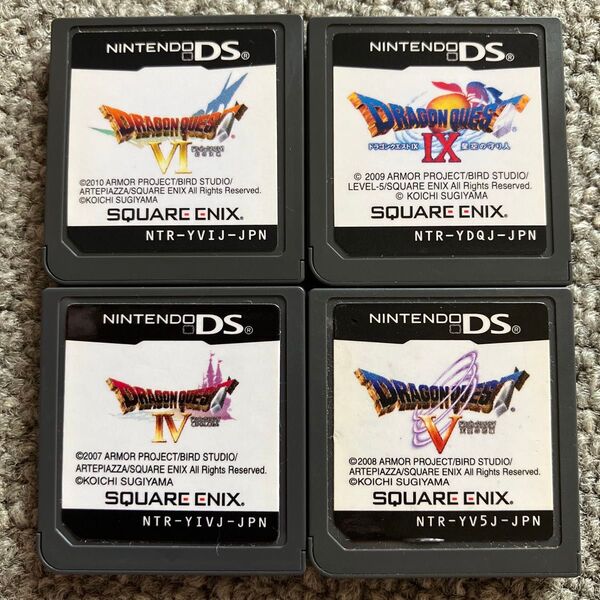 NINTENDO DS®
DRAGON QUEST
VI
©2010 ARMOR PROJECT/BIRD STUDIO/
ARTEPIAZZA/SQUARE ENIX All Rights Reserved.
©KOICHI SUGIYAMA
SQUARE ENIX.
NTR-YVIJ-JPN
NINTENDO DS®
DRAGON QUEST
IX
ドラゴンクエストIX 星空の守り人
© 2009 ARMOR PROJECT/BIRD STUDIO/
LEVEL-5/SQUARE ENIX All Rights Reserved.
© KOICHI SUGIYAMA
SQUARE ENIX.
NTR-YDQJ-JPN
NINTENDO DS®
DRAGON QUEST
IV
©2007 ARMOR PROJECT/BIRD STUDIO/
ARTEPIAZZA/SQUARE ENIX All Rights Reserved.
©KOICHI SUGIYAMA
SQUARE ENIX.
NTR-YIVJ-JPN
NINTENDO DS®
DRAGON QUEST
V
©2008 ARMOR PROJECT/BIRD STUDIO/
ARTEPIAZZA/SQUARE ENIX All Rights Reserved.
©KOICHI SUGIYAMA
SQUARE ENIX.
NTR-YV5J-JPN